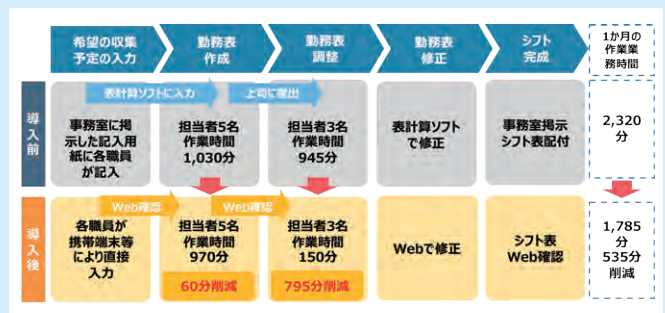 希望の収集
予定の入力
勤務表
作成
勤務表
調整
勤務表
修正
シフト
完成
1か月の
作業業
務時間
導入前
表計算ソフトに入力
上司に提出
事務室に掲
示した記入用
紙に各職員
が記入
担当者5名
作業時間
1,030分
担当者3名
作業時間
945分
表計算ソフト
で修正
事務室掲示
シフト表配付
2,320
分
導入後
Web確認
Web確認
各職員が
携帯端末等
により直接
入力
担当者5名
作業時間
970分
60分削減
担当者3名
作業時間
150分
795分削減
Webで修正
シフト表
Web確認
1,785
分
535分
削減